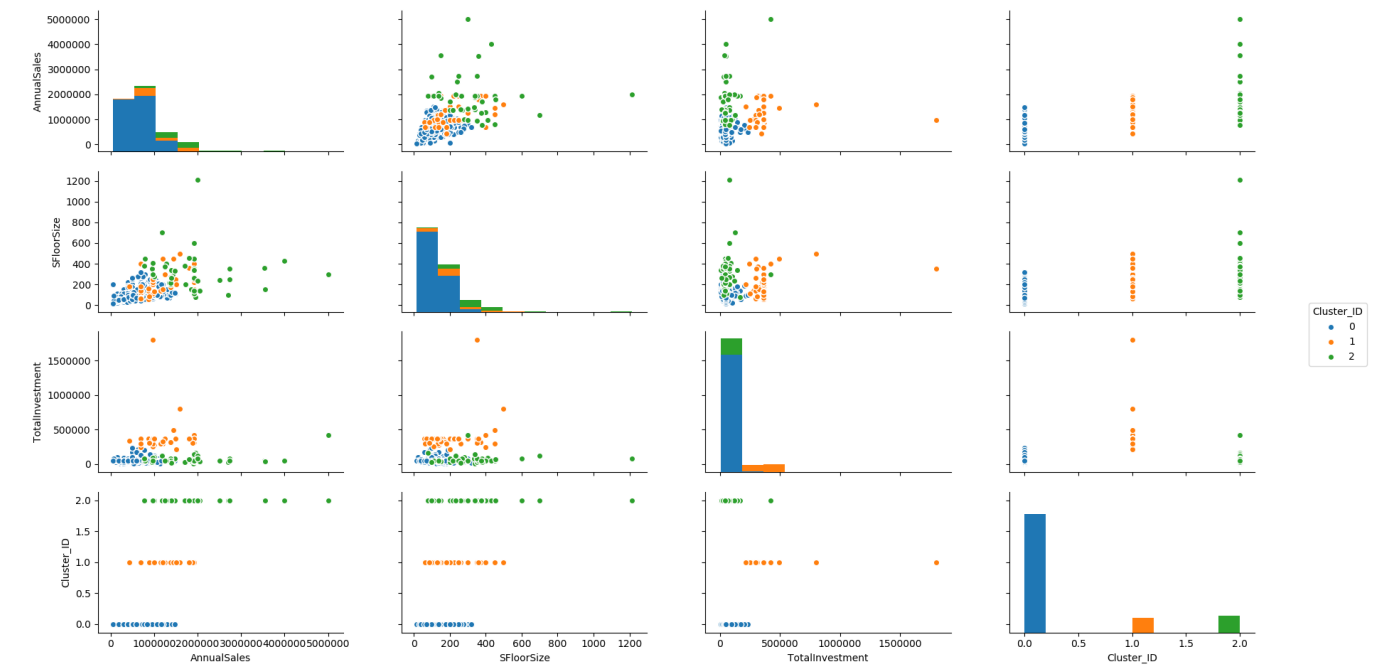 5000000
4000000
3000000
2000000
1000000
0
AnnualSales
1200
1000
800
600
400
200
0
SFloorSize
1500000
1000000
500000
0
TotalInvestment
2.0
1.5
1.0
0.5
0.0
Cluster_ID
0 1000000 2000000 3000000 4000000 5000000
AnnualSales
0 200 400 600 800 1000 1200
SFloorSize
0 500000 1000000 1500000
TotalInvestment
0.0 0.5 1.0 1.5 2.0
Cluster_ID
Cluster_ID
0
1
2